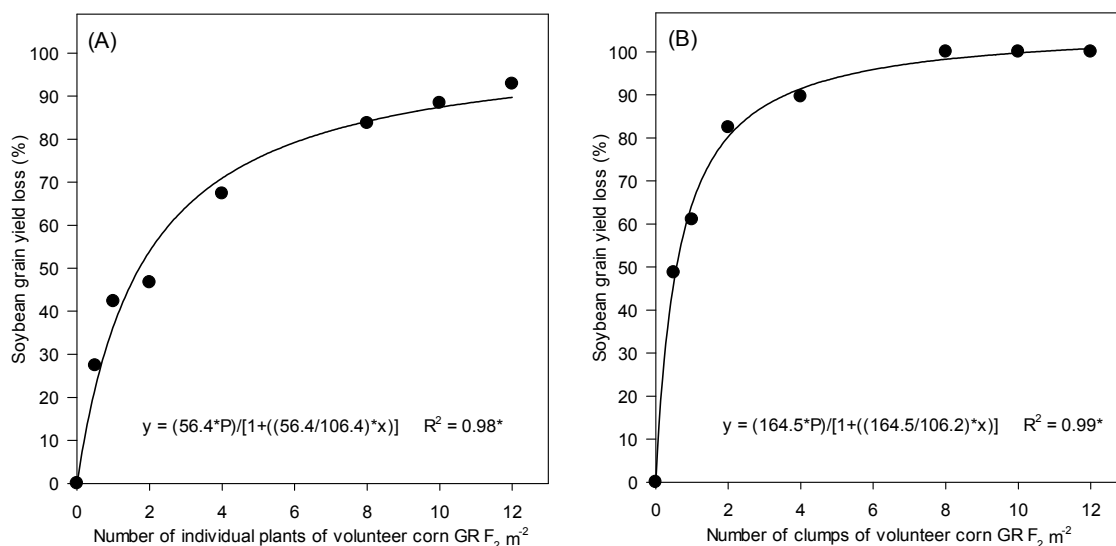 (A)
Soybean grain yield loss (%)
100
90
80
70
60
50
40
30
20
10
0
y = (56.4*P)/[1+((56.4/106.4)*x)] R² = 0.98*
0 2 4 6 8 10 12
Number of individual plants of volunteer corn GR F₂ m⁻²
(B)
Soybean grain yield loss (%)
100
90
80
70
60
50
40
30
20
10
0
y = (164.5*P)/[1+((164.5/106.2)*x)] R² = 0.99*
0 2 4 6 8 10 12
Number of clumps of volunteer corn GR F₂ m⁻²